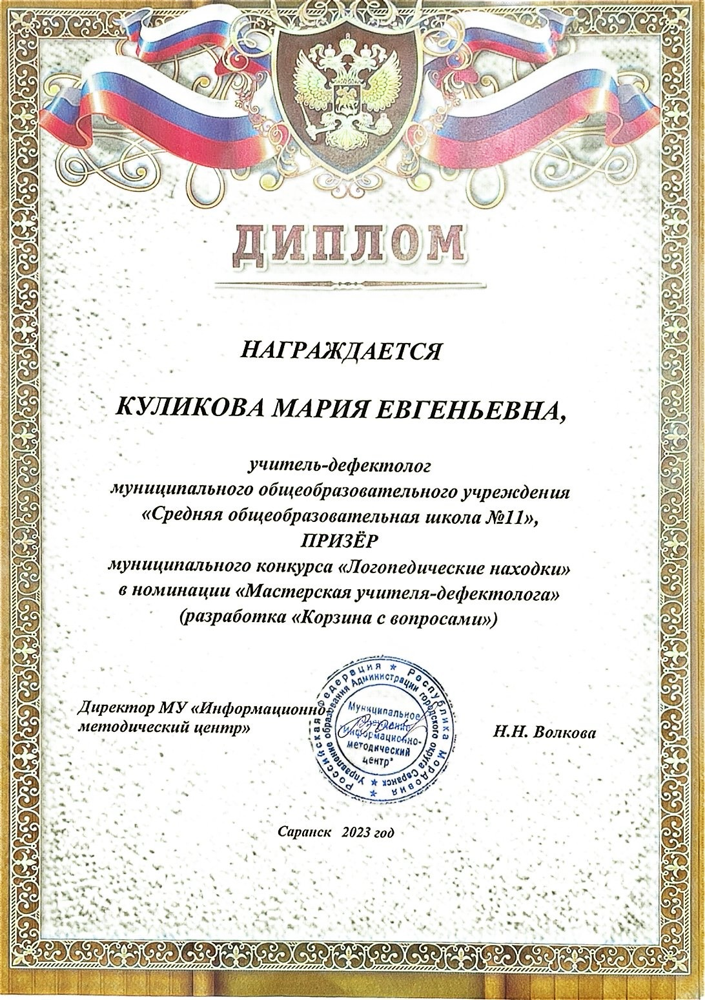 ДИПЛОМ
НАГРАЖДАЕТСЯ
КУЛИКОВА МАРИЯ ЕВГЕНЬЕВНА,
учитель-дефектолог
муниципального общеобразовательного учреждения
«Средняя общеобразовательная школа №11»,
ПРИЗЁР
муниципального конкурса «Логопедические находки»
в номинации «Мастерская учителя-дефектолога»
(разработка «Корзина с вопросами»)
Директор МУ «Информационно-
методический центр»
Н.Н. Волкова
Российская Федерация ★ Республика Мордовия ★
Управление образования Администрации городского округа Саранск ★
Муниципальное
учреждение
"Информационно-
методический
центр"
Саранск 2023 год